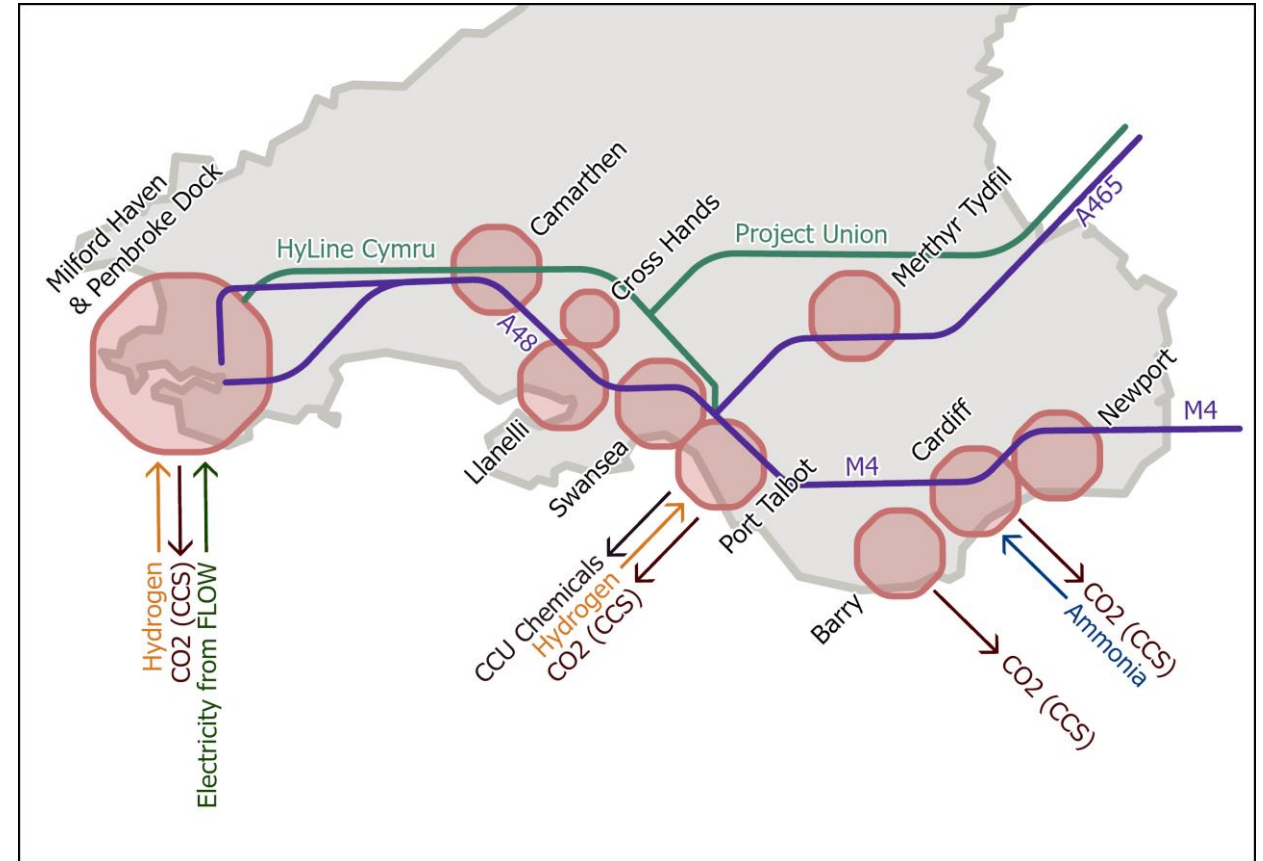 Milford Haven
& Pembroke Dock
HyLine Cymru
Camarthen
Cross Hands
Project Union
Merthyr Tydfil
A465
A48
Llanelli
Swansea
Port Talbot
M4
Cardiff
Newport
M4
Barry
Hydrogen
CO2 (CCS)
Electricity from FLOW
CCU Chemicals
Hydrogen
CO2 (CCS)
CO2 (CCS)
Ammonia
CO2 (CCS)